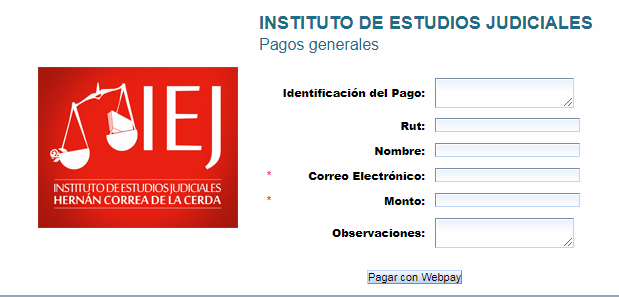 INSTITUTO DE ESTUDIOS JUDICIALES
Pagos generales
IEJ
INSTITUTO DE ESTUDIOS JUDICIALES
HERNÁN CORREA DE LA CERDA
Identificación del Pago:
Rut:
Nombre:
* Correo Electrónico:
* Monto:
Observaciones:
Pagar con Webpay